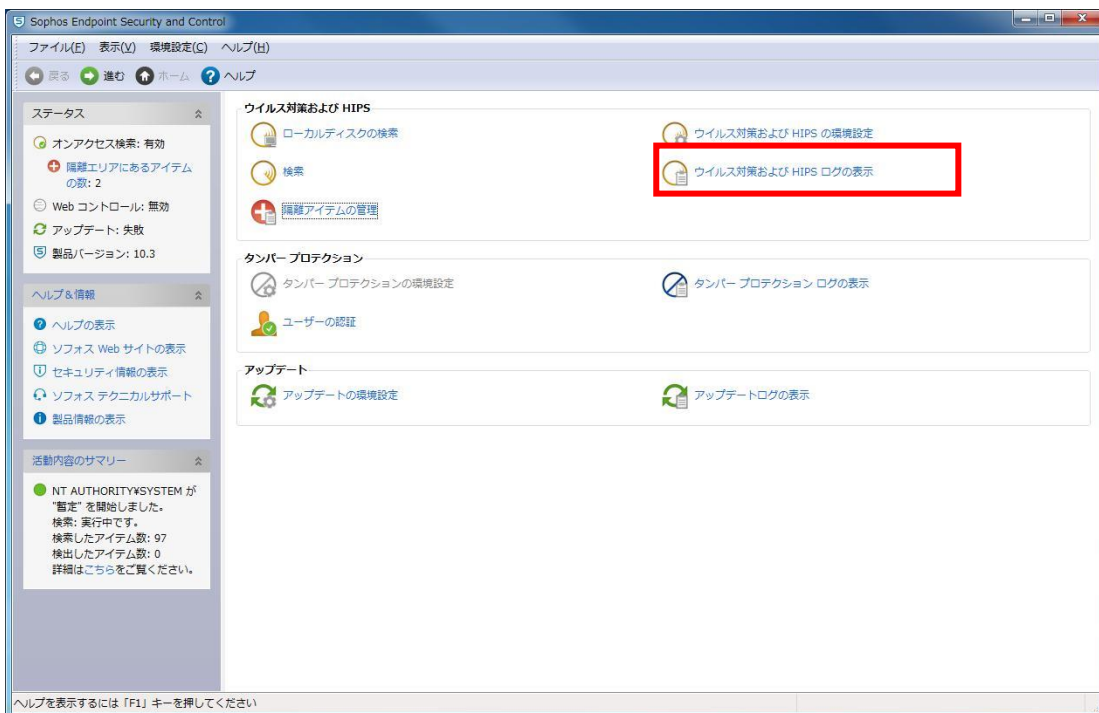 Sophos Endpoint Security and Control
ファイル(F) 表示(V) 環境設定(C) ヘルプ(H)
戻る 進む ホーム ヘルプ
ステータス
オンアクセス検索: 有効
隔離エリアにあるアイテム
の数: 2
Web コントロール: 無効
アップデート: 失敗
製品バージョン: 10.3
ヘルプ&情報
ヘルプの表示
ソフォス Web サイトの表示
セキュリティ情報の表示
ソフォス テクニカルサポート
製品情報の表示
活動内容のサマリー
NT AUTHORITY¥SYSTEM が
"暫定" を開始しました。
検索: 実行中です。
検索したアイテム数: 97
検出したアイテム数: 0
詳細はこちらをご覧ください。
ウイルス対策および HIPS
ローカルディスクの検索
ウイルス対策および HIPS の環境設定
検索
ウイルス対策および HIPS ログの表示
隔離アイテムの管理
タンパー プロテクション
タンパー プロテクションの環境設定
タンパー プロテクション ログの表示
ユーザーの認証
アップデート
アップデートの環境設定
アップデートログの表示
ヘルプを表示するには「F1」キーを押してください